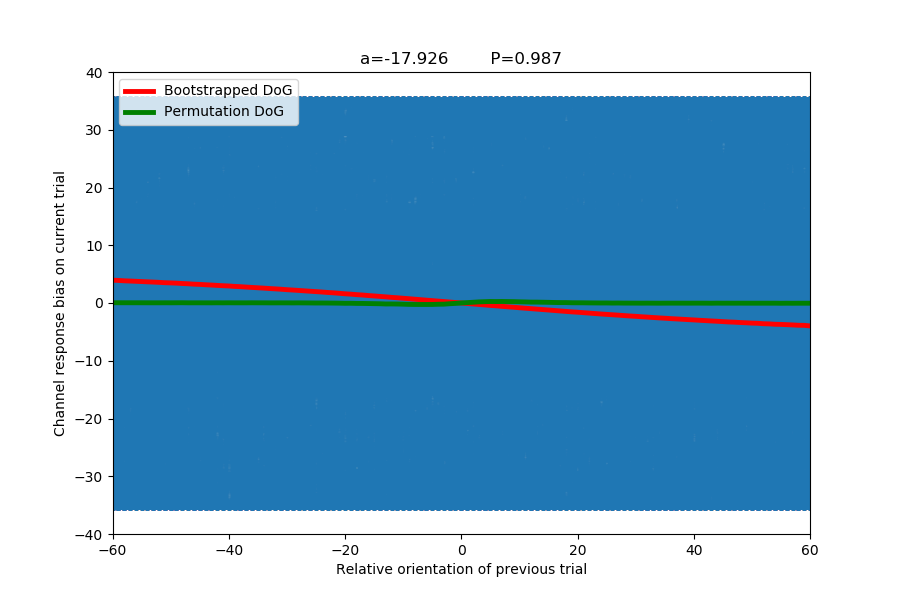 a=-17.926 P=0.987
40
30
20
10
0
−10
−20
−30
−40
Channel response bias on current trial
Bootstrapped DoG
Permutation DoG
−60 −40 −20 0 20 40 60
Relative orientation of previous trial